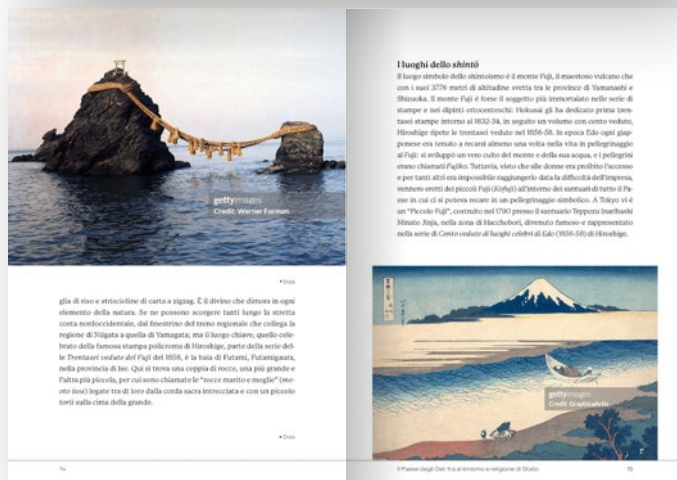 gettyimages
Credit: Werner Forman
• Dida
glia di riso e striscioline di carta a zigzag. È il divino che dimora in ogni
elemento della natura. Se ne possono scorgere tanti lungo la stretta
costa nordoccidentale, dal finestrino del treno regionale che collega la
regione di Niigata a quella di Yamagata; ma il luogo chiave, quello cele-
brato della famosa stampa policroma di Hiroshige, parte della serie del-
le Trentasei vedute del Fuji del 1858, è la baia di Futami, Futamigaura,
nella provincia di Ise. Qui si trova una coppia di rocce, una più grande e
l'altra più piccola, per cui sono chiamate le "rocce marito e moglie" (me-
oto iwa) legate tra di loro dalla corda sacra intrecciata e con un piccolo
torii sulla cima della grande.
• Dida
14
I luoghi dello shintō
Il luogo simbolo dello shintoismo è il monte Fuji, il maestoso vulcano che
con i suoi 3776 metri di altitudine svetta tra le province di Yamanashi e
Shizuoka. Il monte Fuji è forse il soggetto più immortalato nelle serie di
stampe e nei dipinti ottocenteschi: Hokusai gli ha dedicato prima tren-
tasei stampe intorno al 1832-34, in seguito un volume con cento vedute,
Hiroshige ripete le trentasei vedute nel 1856-58. In epoca Edo ogni giap-
ponese era tenuto a recarsi almeno una volta nella vita in pellegrinaggio
al Fuji: si sviluppò un vero culto del monte e della sua acqua, e i pellegrini
erano chiamati Fujiko. Tuttavia, visto che alle donne era proibito l'accesso
e per tanti altri era impossibile raggiungerlo data la difficoltà dell'impresa,
vennero eretti dei piccoli Fuji (Kofuji) all'interno dei santuari di tutto il Pa-
ese in cui ci si poteva recare in un pellegrinaggio simbolico. A Tokyo vi è
un "Piccolo Fuji", costruito nel 1790 presso il santuario Teppozu Inaribashi
Minato Jinja, nella zona di Hacchobori, divenuto famoso e rappresentato
nella serie di Cento vedute di luoghi celebri di Edo (1856-58) di Hiroshige.
gettyimages
Credit: GraphicaArtis
Il Paese degli Dei: tra animismo e religione di Stato
15